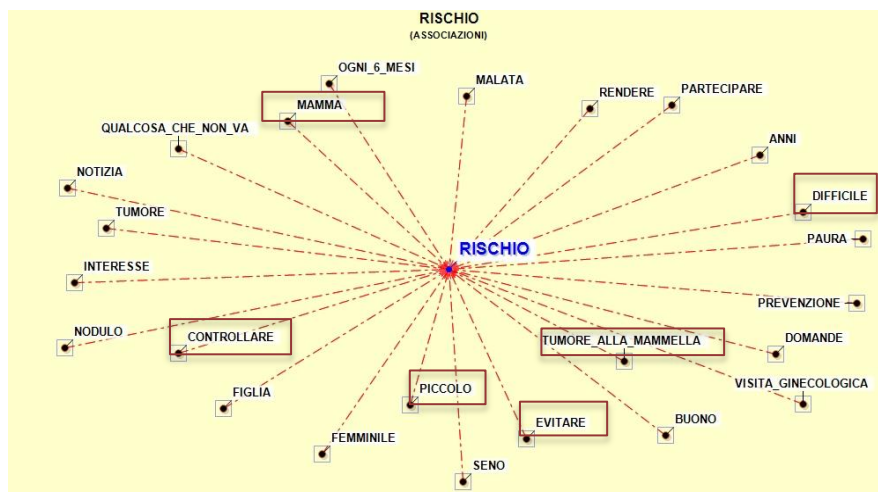 RISCHIO
(ASSOCIAZIONI)
OGNI_6_MESI
MALATA
RENDERE
PARTECIPARE
MAMMA
QUALCOSA_CHE_NON_VA
ANNI
NOTIZIA
DIFFICILE
TUMORE
PAURA
RISCHIO
INTERESSE
PREVENZIONE
NODULO
CONTROLLARE
TUMORE_ALLA_MAMMELLA
DOMANDE
FIGLIA
PICCOLO
VISITA_GINECOLOGICA
EVITARE
BUONO
FEMMINILE
SENO